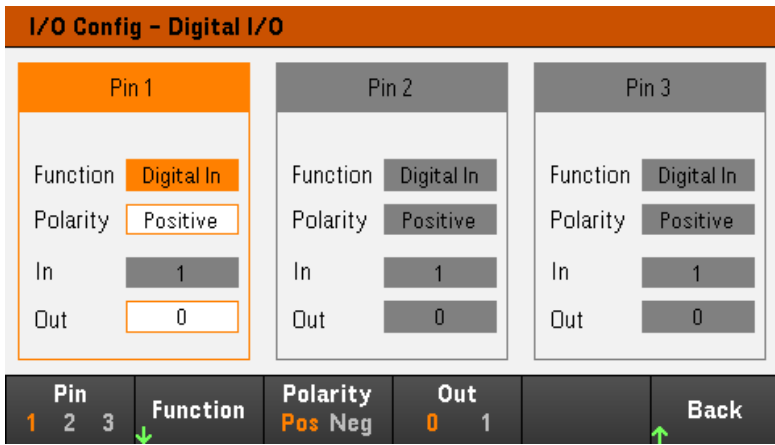 I/O Config - Digital I/O
Pin 1
Function Digital In
Polarity Positive
In 1
Out 0
Pin 2
Function Digital In
Polarity Positive
In 1
Out 0
Pin 3
Function Digital In
Polarity Positive
In 1
Out 0
Pin
1 2 3
Function
Polarity
Pos Neg
Out
0 1
Back